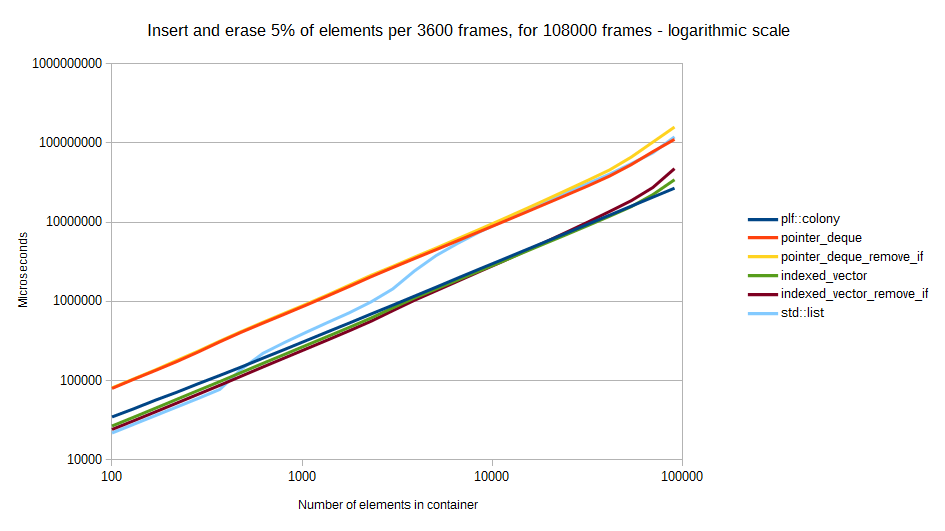 Insert and erase 5% of elements per 3600 frames, for 108000 frames - logarithmic scale
1000000000
100000000
10000000
1000000
100000
10000
Microseconds
100
1000
10000
100000
Number of elements in container
plf::colony
pointer_deque
pointer_deque_remove_if
indexed_vector
indexed_vector_remove_if
std::list